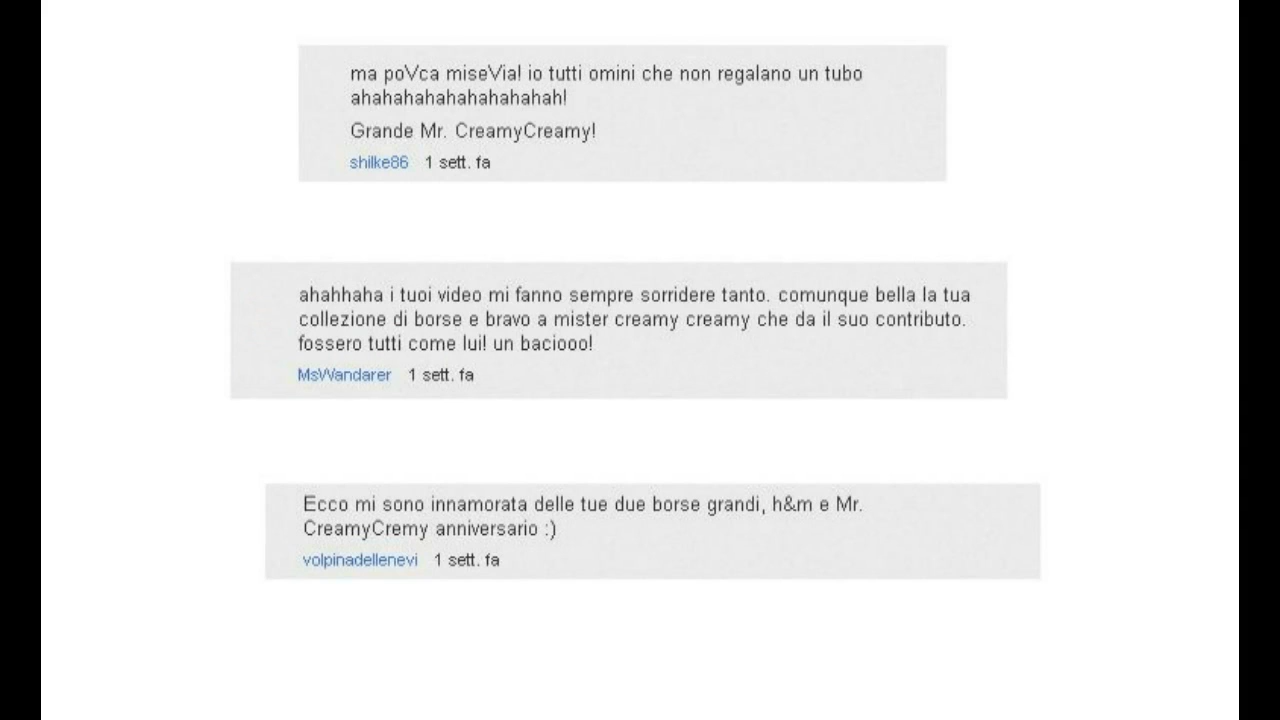 ma poVca miseVia! io tutti omini che non regalano un tubo
ahahahahahahahahah!
Grande Mr. CreamyCreamy!
shilke86 1 sett. fa
ahahhaha i tuoi video mi fanno sempre sorridere tanto. comunque bella la tua
collezione di borse e bravo a mister creamy creamy che da il suo contributo.
fossero tutti come lui! un baciooo!
MsWandarer 1 sett. fa
Ecco mi sono innamorata delle tue due borse grandi, h&m e Mr.
CreamyCremy anniversario :)
volpinadellenevi 1 sett. fa